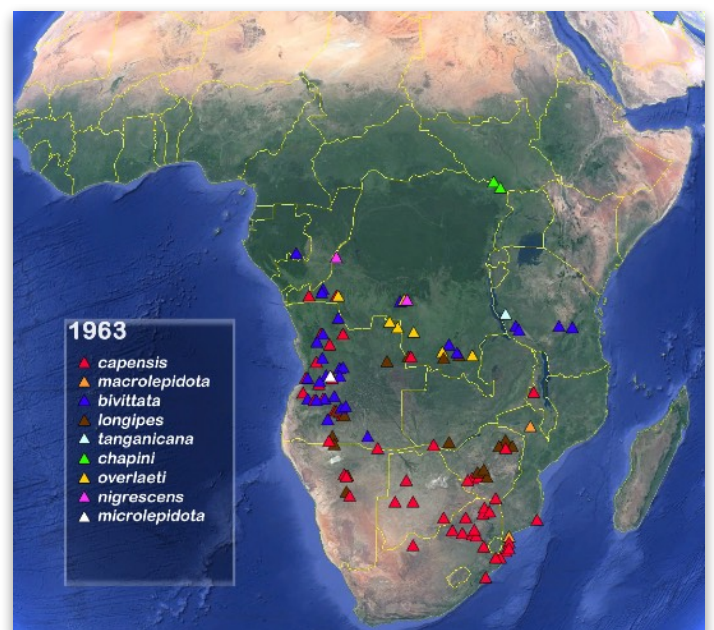 1963
capensis
macrolepidota
bivittata
longipes
tanganicana
chapini
overlaeti
nigrescens
microlepidota